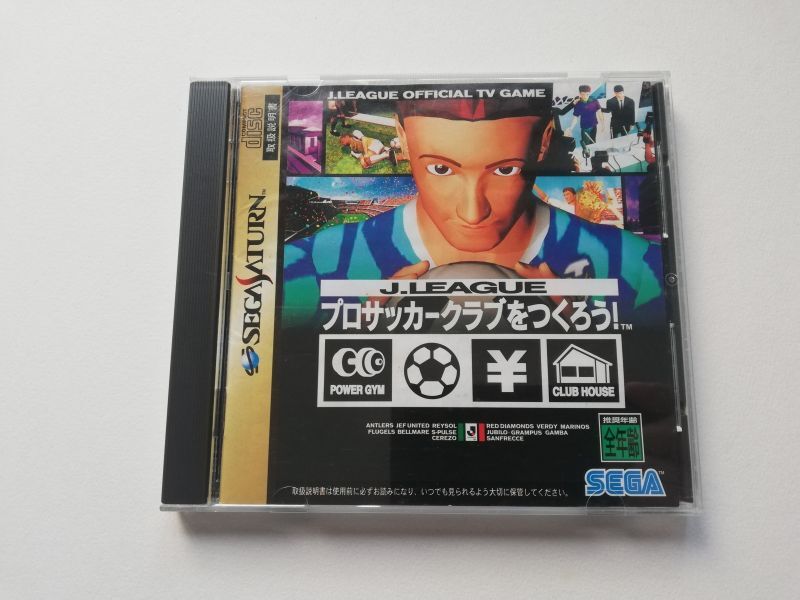 J.LEAGUE OFFICIAL TV GAME
COMPACT
disc
取扱説明書
SEGASATURN™
J.LEAGUE
プロサッカークラブをつくろう!™
¥
POWER GYM
CLUB HOUSE
ANTLERS JEF UNITED REYSOL
FLUGELS BELLMARE S-PULSE
CEREZO
RED DIAMONDS VERDY MARINOS
JUBILO GRAMPUS GAMBA
SANFRECCE
推奨年齢
全年齢
SEGA™
取扱説明書は使用前に必ずお読みになり、いつでも見られるよう大切に保管してください。